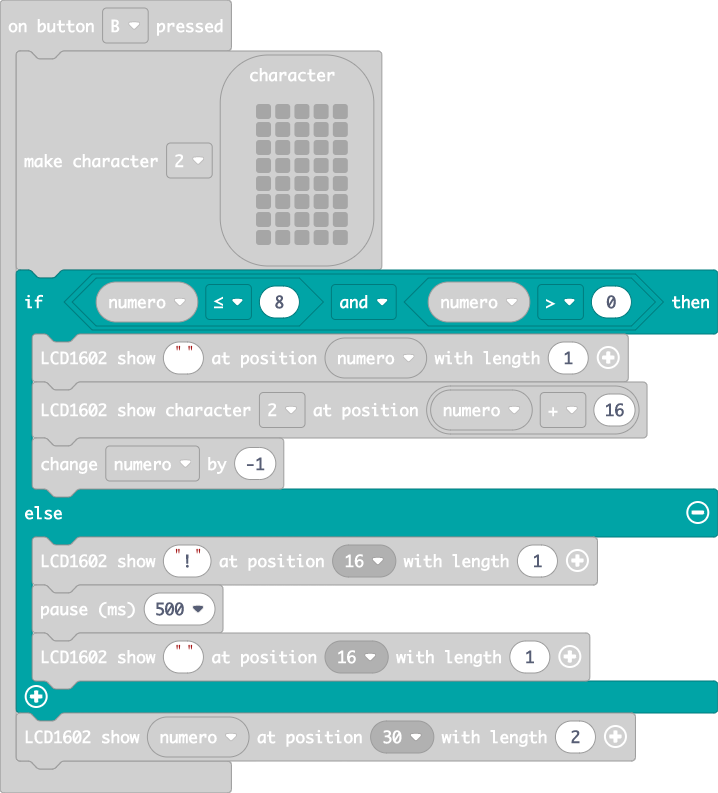 on button B pressed
character
make character 2
if numero ≤ 8 and numero > 0 then
LCD1602 show " " at position numero with length 1
LCD1602 show character 2 at position numero + 16
change numero by -1
else
LCD1602 show "!" at position 16 with length 1
pause (ms) 500
LCD1602 show " " at position 16 with length 1
LCD1602 show numero at position 30 with length 2